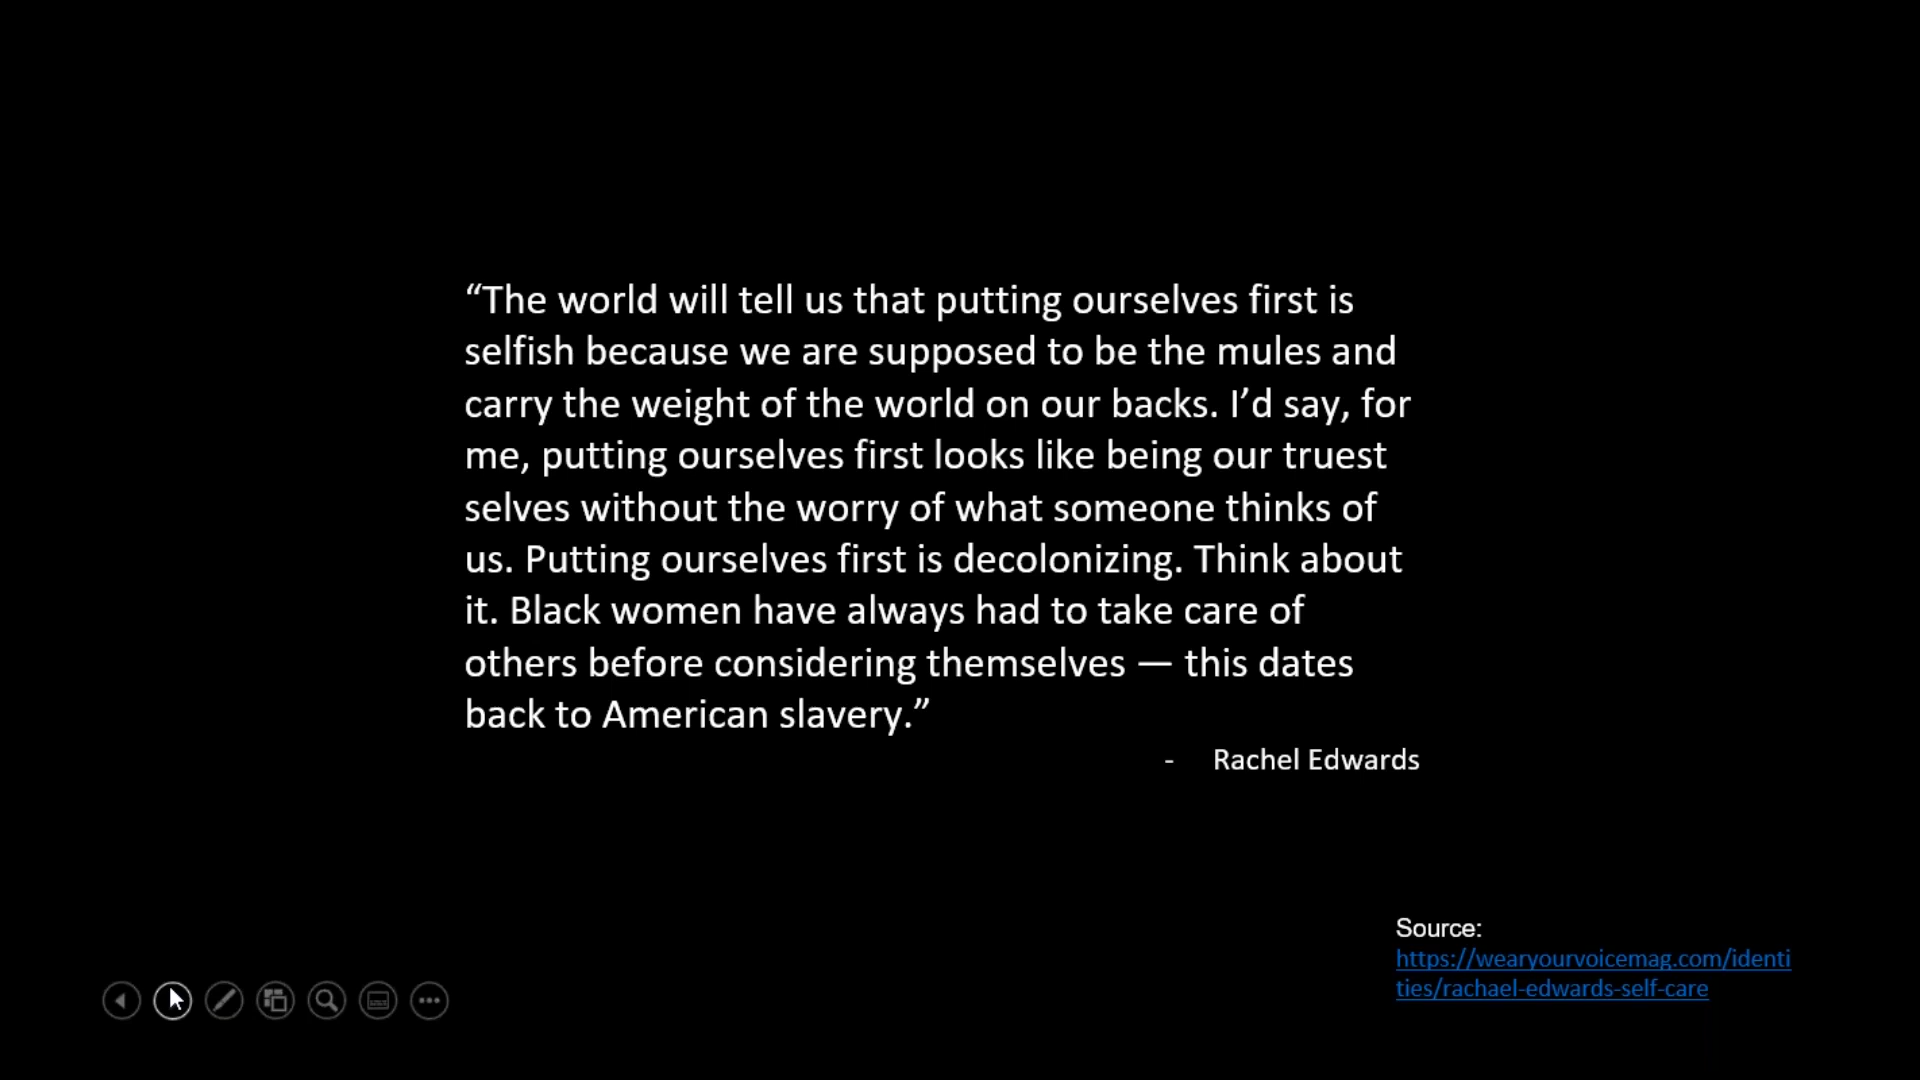 “The world will tell us that putting ourselves first is
selfish because we are supposed to be the mules and
carry the weight of the world on our backs. I’d say, for
me, putting ourselves first looks like being our truest
selves without the worry of what someone thinks of
us. Putting ourselves first is decolonizing. Think about
it. Black women have always had to take care of
others before considering themselves — this dates
back to American slavery.”
- Rachel Edwards
Source:
https://wearyourvoicemag.com/identi
ties/rachael-edwards-self-care